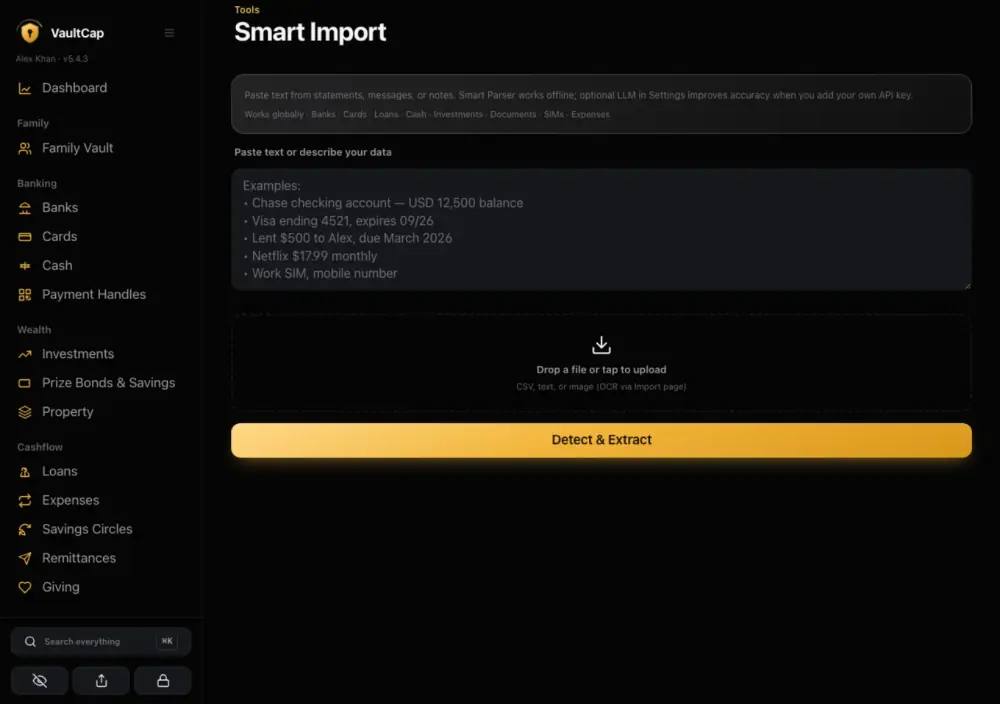 VaultCap
Alex Khan · v5.4.3
Dashboard
Family
Family Vault
Banking
Banks
Cards
Cash
Payment Handles
Wealth
Investments
Prize Bonds & Savings
Property
Cashflow
Loans
Expenses
Savings Circles
Remittances
Giving
Search everything ⌘K
Tools
Smart Import
Paste text from statements, messages, or notes. Smart Parser works offline; optional LLM in Settings improves accuracy when you add your own API key.
Works globally · Banks · Cards · Loans · Cash · Investments · Documents · SIMs · Expenses
Paste text or describe your data
Examples:
• Chase checking account — USD 12,500 balance
• Visa ending 4521, expires 09/26
• Lent $500 to Alex, due March 2026
• Netflix $17.99 monthly
• Work SIM, mobile number
Drop a file or tap to upload
CSV, text, or image (OCR via Import page)
Detect & Extract